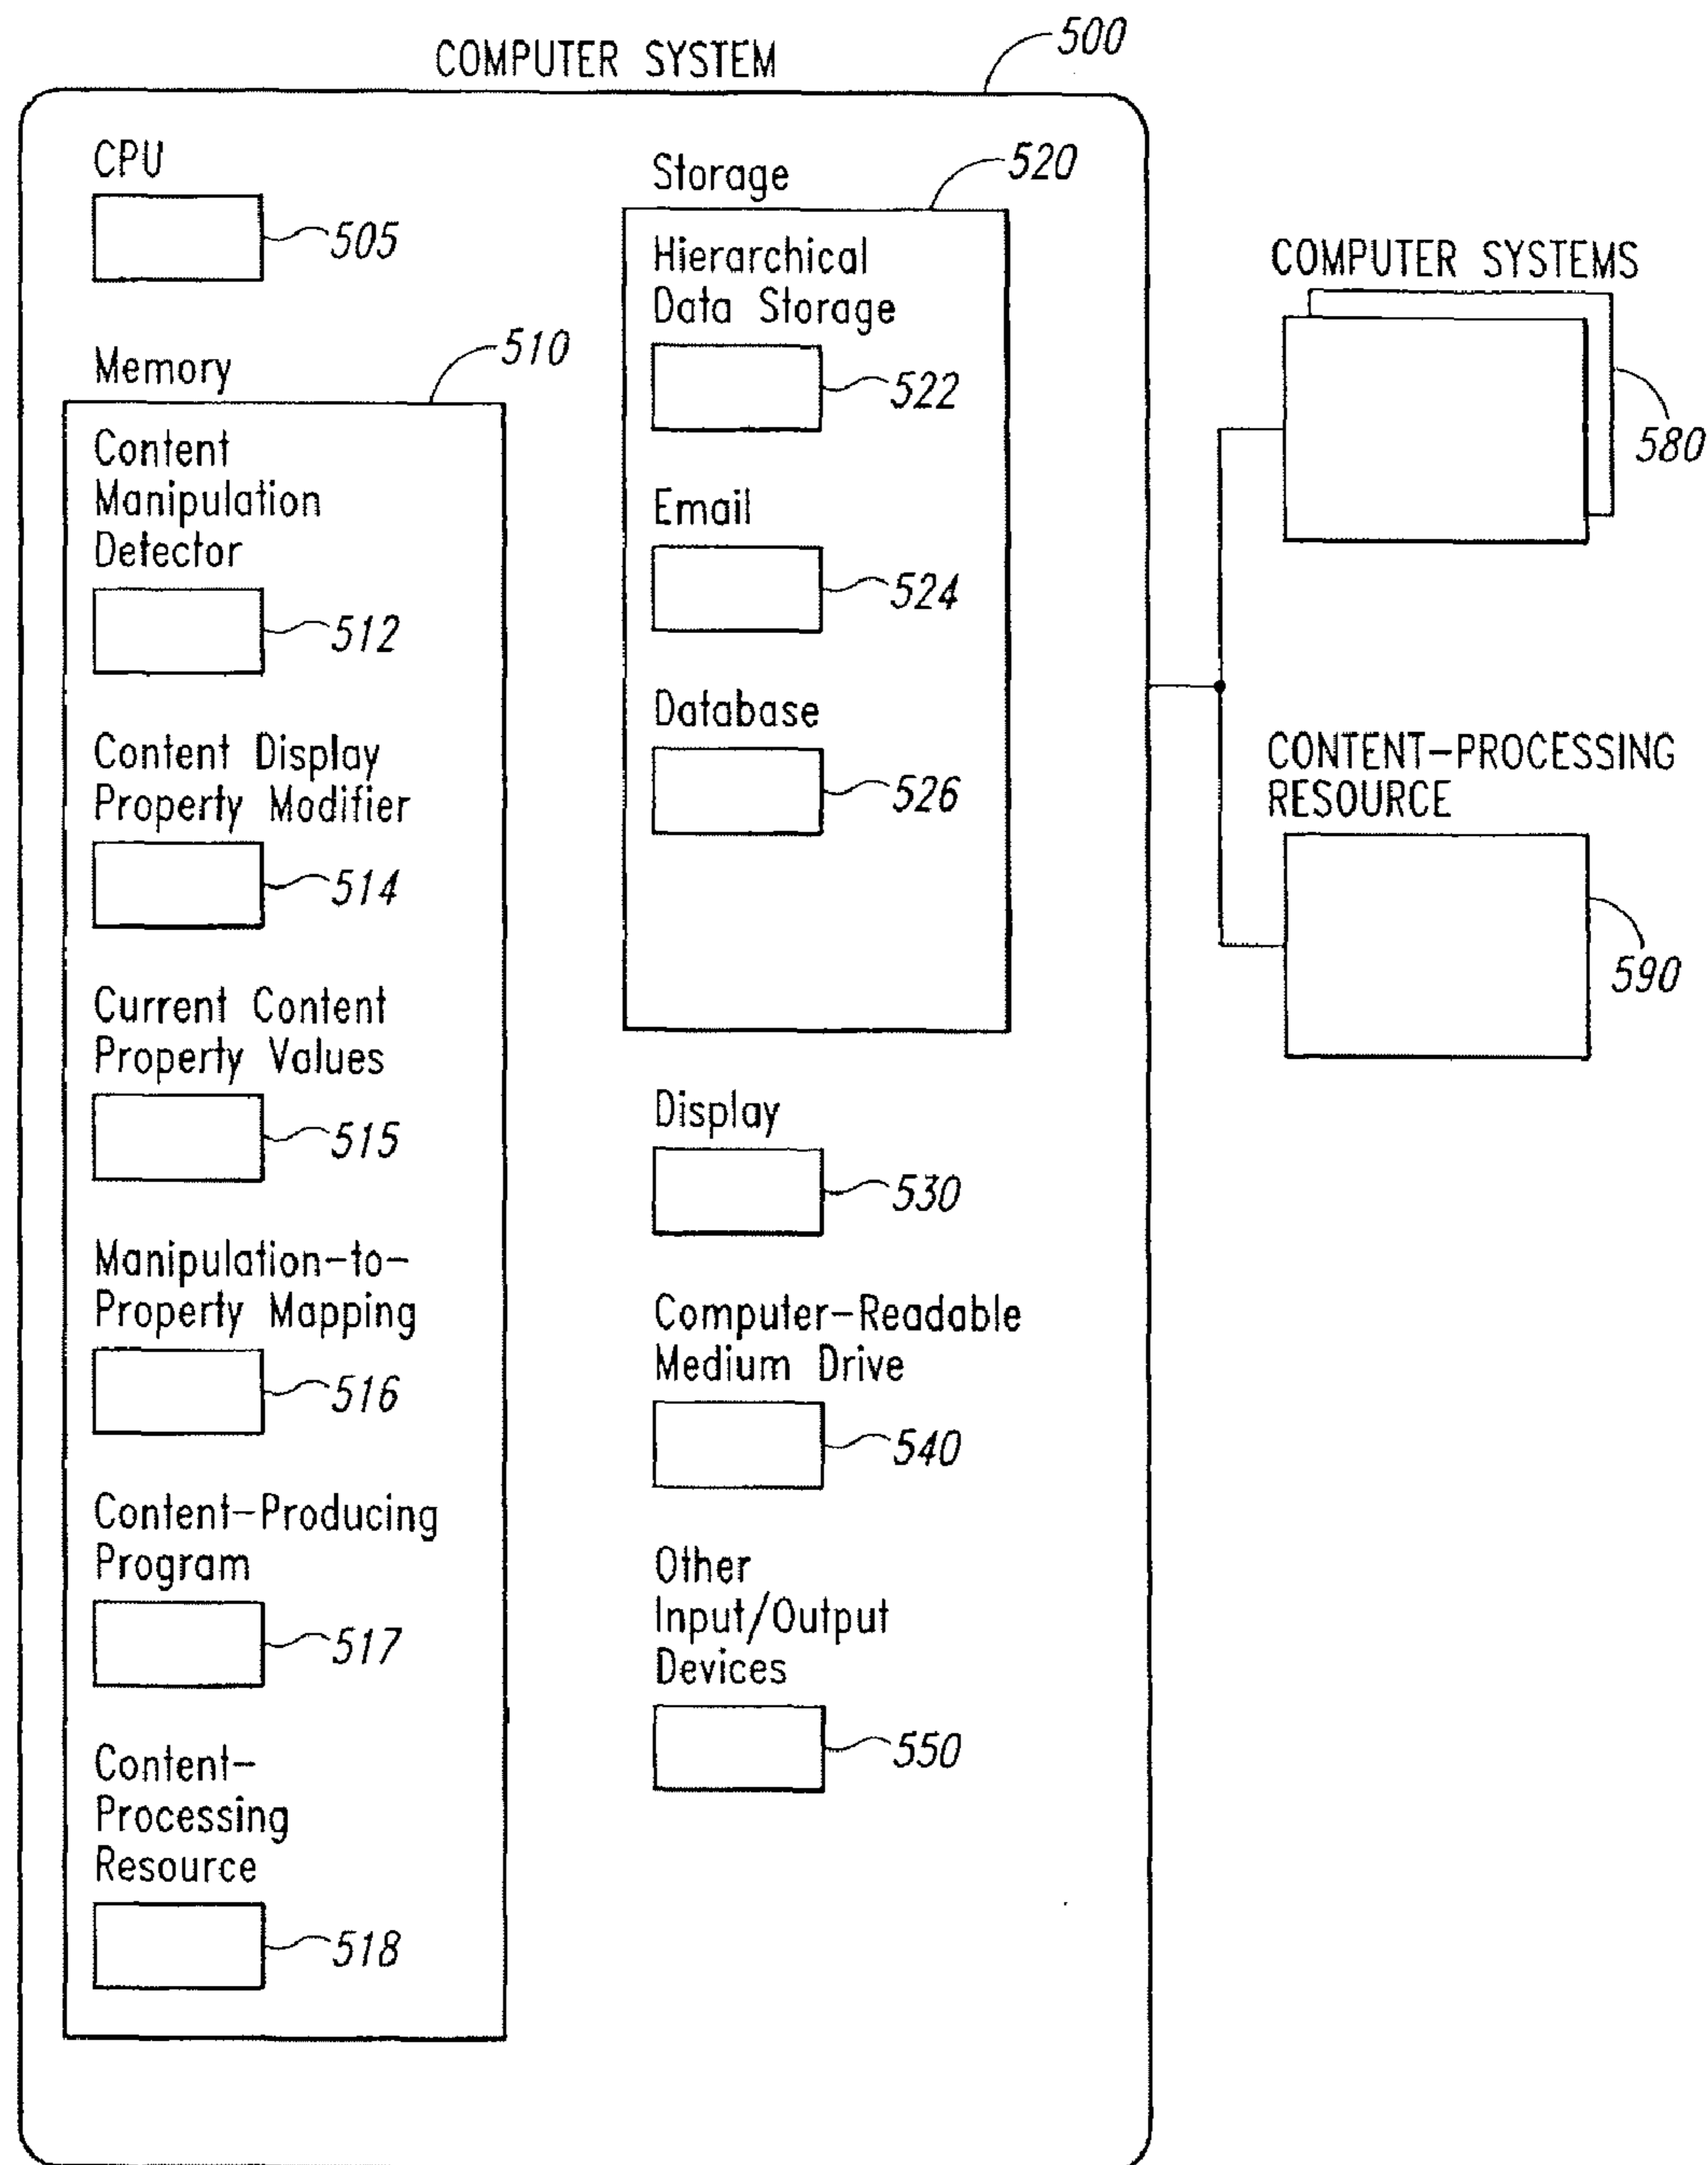 COMPUTER SYSTEM
500
CPU
505
Memory
510
Content
Manipulation
Detector
512
Content Display
Property Modifier
514
Current Content
Property Values
515
Manipulation-to-
Property Mapping
516
Content-Producing
Program
517
Content-
Processing
Resource
518
Storage
520
Hierarchical
Data Storage
522
Email
524
Database
526
Display
530
Computer-Readable
Medium Drive
540
Other
Input/Output
Devices
550
COMPUTER SYSTEMS
580
CONTENT-PROCESSING
RESOURCE
590